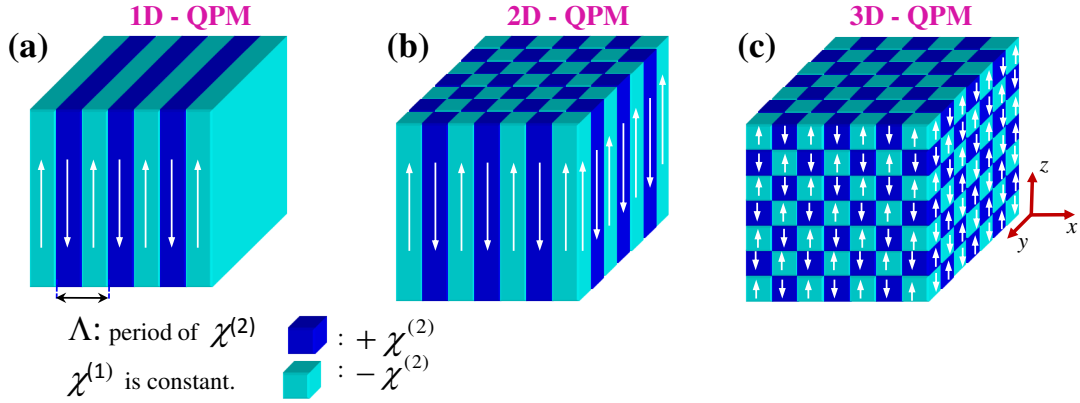 1D - QPM
2D - QPM
3D - QPM
(a)
(b)
(c)
z
x
y
Λ: period of χ(2)
: + χ(2)
χ(1) is constant.
: − χ(2)